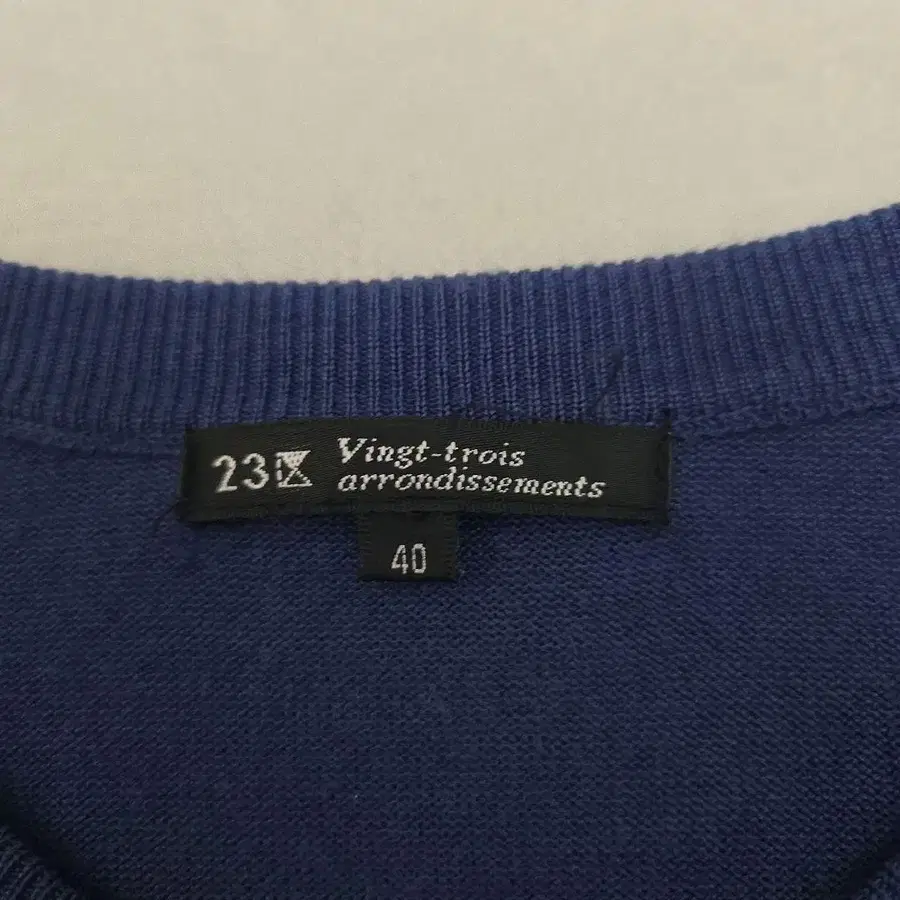 23区 Vingt-trois
arrondissements
40